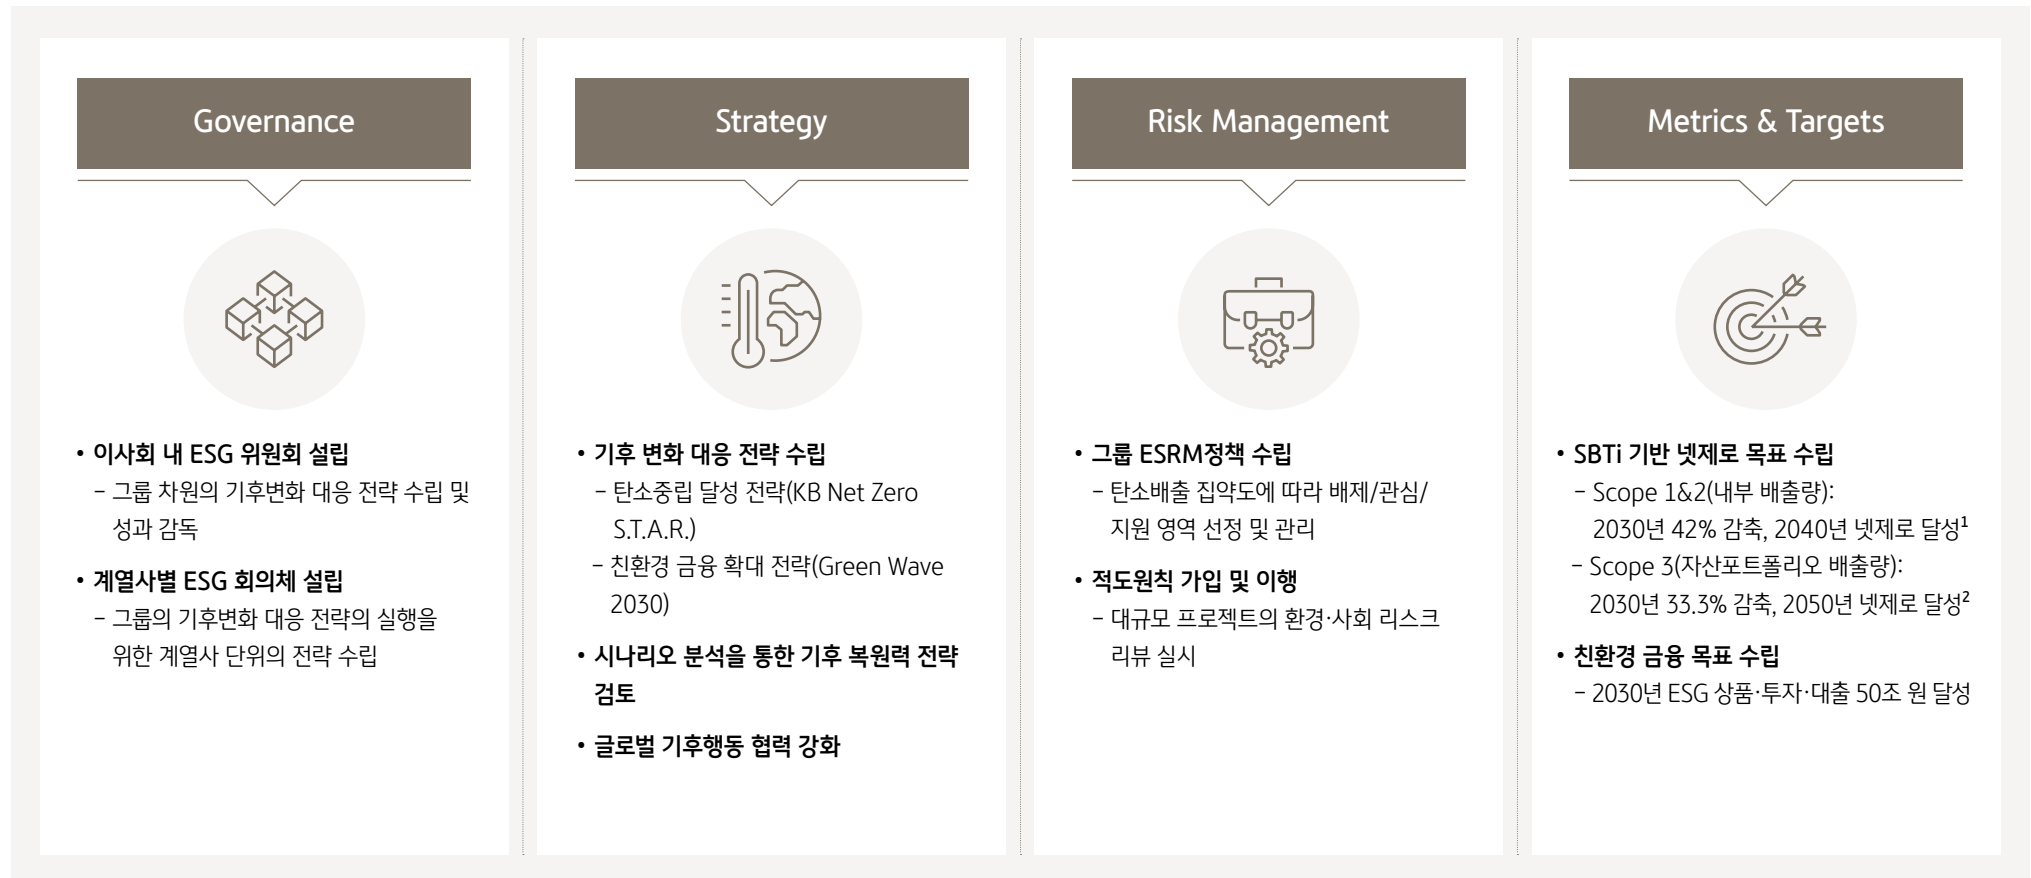 Governance
• 이사회 내 ESG 위원회 설립
– 그룹 차원의 기후변화 대응 전략 수립 및
성과 감독
• 계열사별 ESG 회의체 설립
– 그룹의 기후변화 대응 전략의 실행을
위한 계열사 단위의 전략 수립
Strategy
• 기후 변화 대응 전략 수립
– 탄소중립 달성 전략(KB Net Zero
S.T.A.R.)
– 친환경 금융 확대 전략(Green Wave
2030)
• 시나리오 분석을 통한 기후 복원력 전략
검토
• 글로벌 기후행동 협력 강화
Risk Management
• 그룹 ESRM정책 수립
– 탄소배출 집약도에 따라 배제/관심/
지원 영역 선정 및 관리
• 적도원칙 가입 및 이행
– 대규모 프로젝트의 환경·사회 리스크
리뷰 실시
Metrics & Targets
• SBTi 기반 넷제로 목표 수립
– Scope 1&2(내부 배출량):
2030년 42% 감축, 2040년 넷제로 달성¹
– Scope 3(자산포트폴리오 배출량):
2030년 33.3% 감축, 2050년 넷제로 달성²
• 친환경 금융 목표 수립
– 2030년 ESG 상품·투자·대출 50조 원 달성